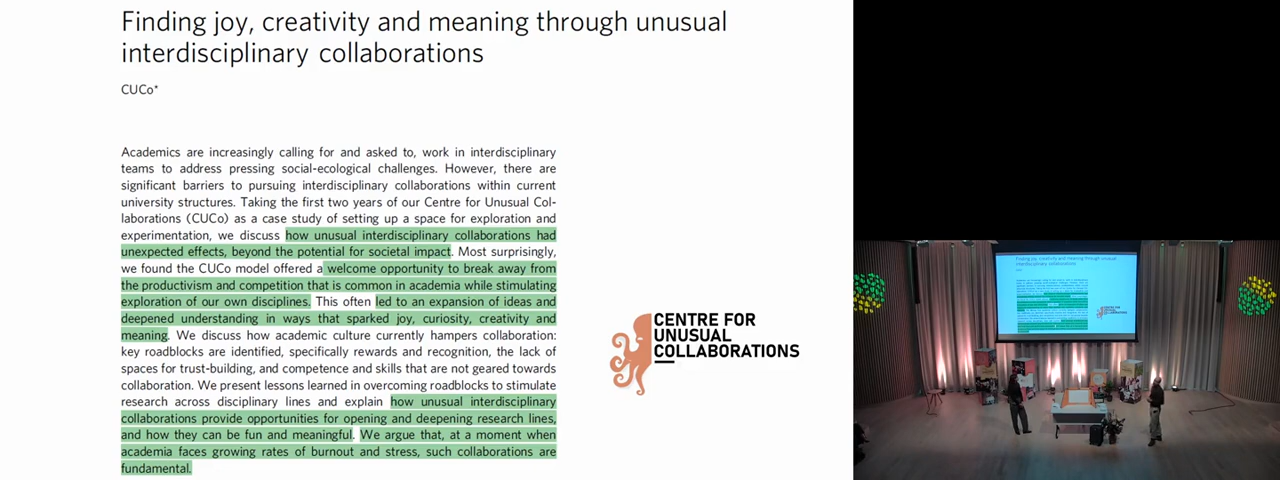 Finding joy, creativity and meaning through unusual
interdisciplinary collaborations
CUCo*
Academics are increasingly calling for and asked to, work in interdisciplinary
teams to address pressing social-ecological challenges. However, there are
significant barriers to pursuing interdisciplinary collaborations within current
university structures. Taking the first two years of our Centre for Unusual Col-
laborations (CUCo) as a case study of setting up a space for exploration and
experimentation, we discuss how unusual interdisciplinary collaborations had
unexpected effects, beyond the potential for societal impact. Most surprisingly,
we found the CUCo model offered a welcome opportunity to break away from
the productivism and competition that is common in academia while stimulating
exploration of our own disciplines. This often led to an expansion of ideas and
deepened understanding in ways that sparked joy, curiosity, creativity and
meaning. We discuss how academic culture currently hampers collaboration:
key roadblocks are identified, specifically rewards and recognition, the lack of
spaces for trust-building, and competence and skills that are not geared towards
collaboration. We present lessons learned in overcoming roadblocks to stimulate
research across disciplinary lines and explain how unusual interdisciplinary
collaborations provide opportunities for opening and deepening research lines,
and how they can be fun and meaningful. We argue that, at a moment when
academia faces growing rates of burnout and stress, such collaborations are
fundamental.
CENTRE FOR
UNUSUAL
COLLABORATIONS
Finding joy, creativity and meaning through unusual
interdisciplinary collaborations